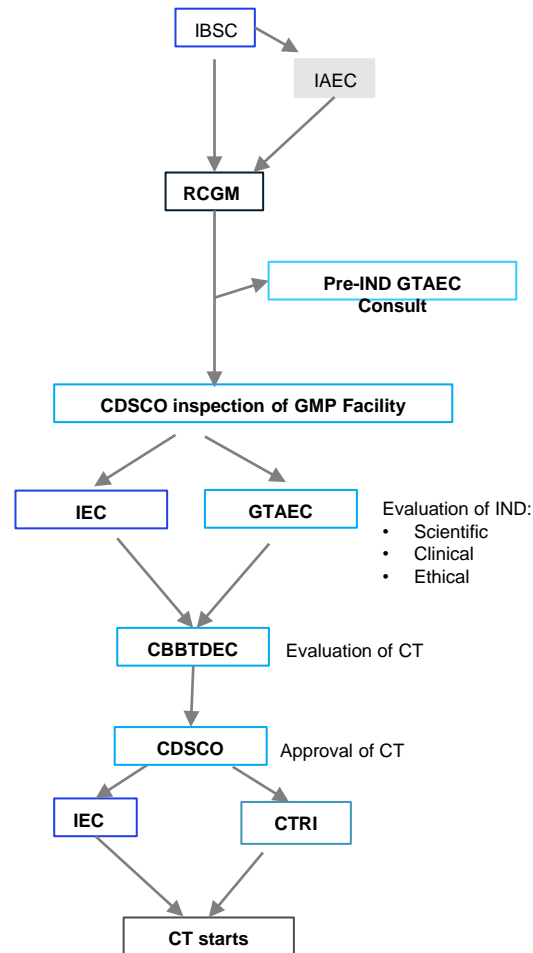 IBSC
IAEC
RCGM
Pre-IND GTAEC
Consult
CDSCO inspection of GMP Facility
IEC
GTAEC
Evaluation of IND:
• Scientific
• Clinical
• Ethical
CBBTDEC
Evaluation of CT
CDSCO
Approval of CT
IEC
CTRI
CT starts